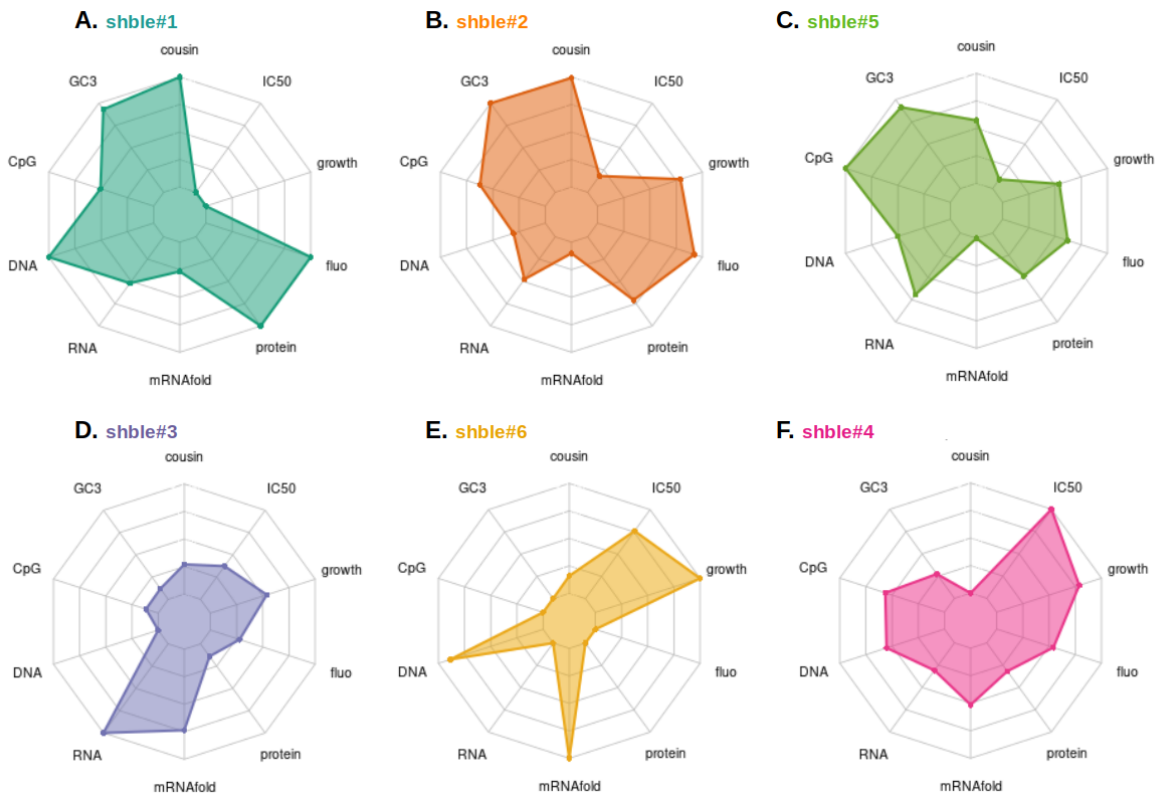 A. shble#1
B. shble#2
C. shble#5
cousin
IC50
growth
fluo
protein
mRNAfold
RNA
DNA
CpG
GC3
cousin
IC50
growth
fluo
protein
mRNAfold
RNA
DNA
CpG
GC3
cousin
IC50
growth
fluo
protein
mRNAfold
RNA
DNA
CpG
GC3
D. shble#3
E. shble#6
F. shble#4
cousin
IC50
growth
fluo
protein
mRNAfold
RNA
DNA
CpG
GC3
cousin
IC50
growth
fluo
protein
mRNAfold
RNA
DNA
CpG
GC3
cousin
IC50
growth
fluo
protein
mRNAfold
RNA
DNA
CpG
GC3